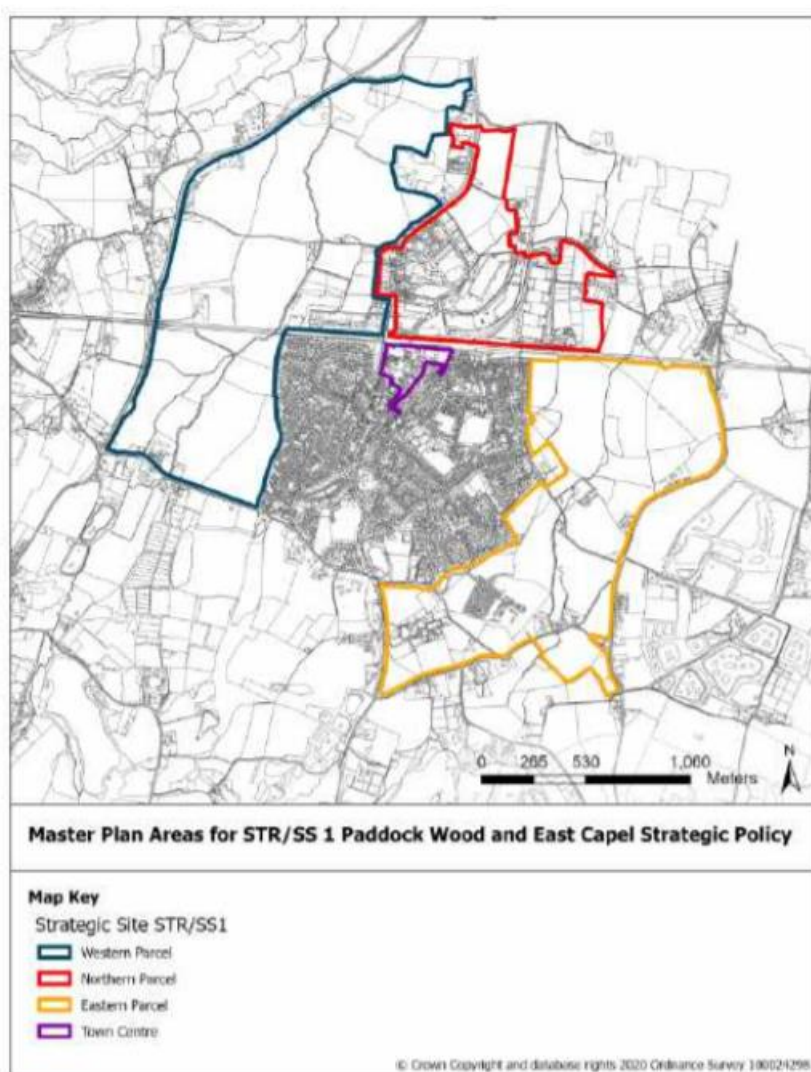 N
0 265 530 1,060
Meters
Master Plan Areas for STR/SS 1 Paddock Wood and East Capel Strategic Policy
Map Key
Strategic Site STR/SS1
Western Parcel
Northern Parcel
Eastern Parcel
Town Centre
© Crown Copyright and database rights 2020 Ordnance Survey 100024298